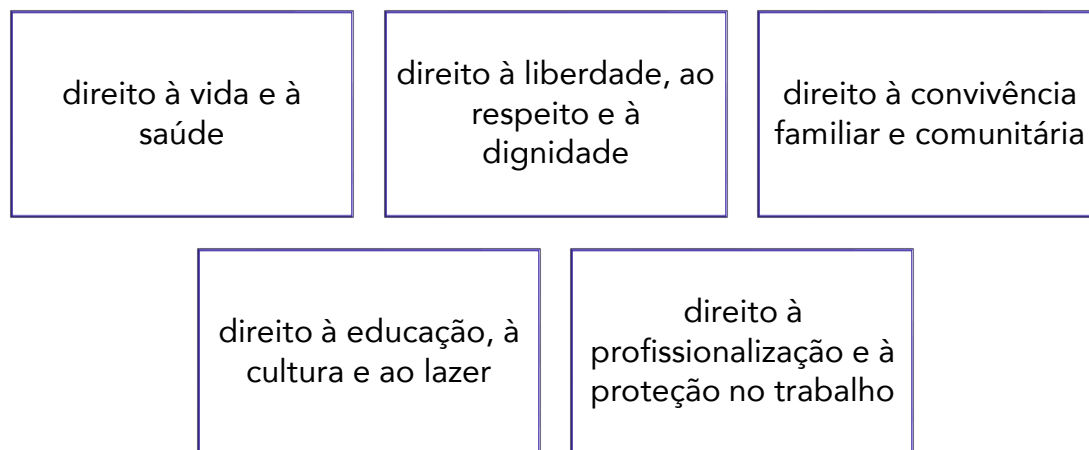 direito à vida e à
saúde
direito à liberdade, ao
respeito e à
dignidade
direito à convivência
familiar e comunitária
direito à educação, à
cultura e ao lazer
direito à
profissionalização e à
proteção no trabalho